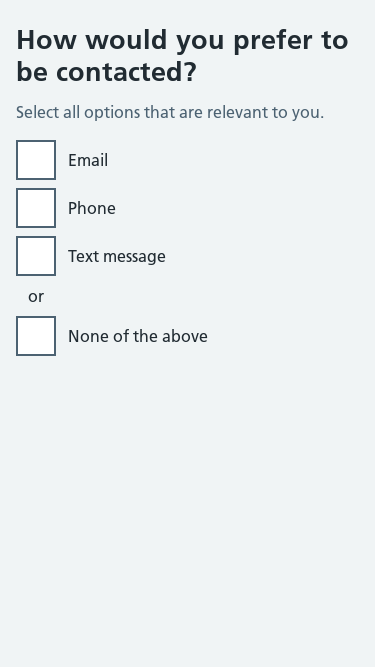 How would you prefer to
be contacted?
Select all options that are relevant to you.
Email
Phone
Text message
or
None of the above